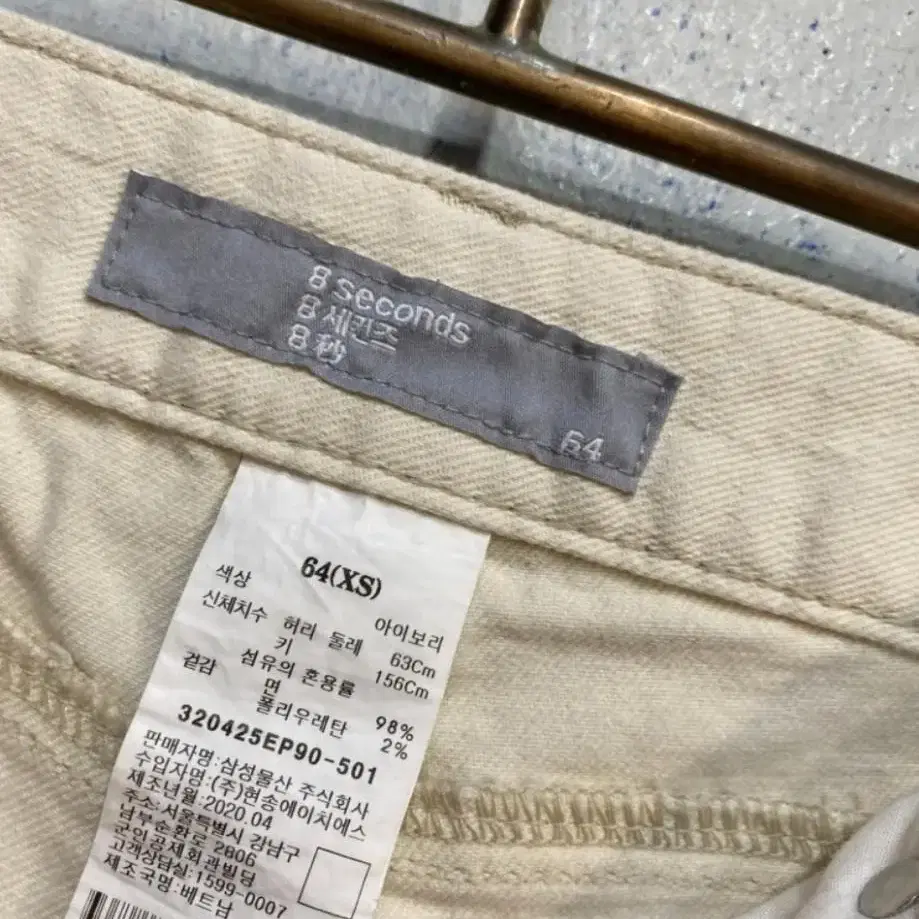 8 seconds
8 세컨즈
8 秒
64
64(XS)
색상 아이보리
신체치수 허리 둘레 63Cm
키 156Cm
섬유의 혼용률
겉감 면 98%
폴리우레탄 2%
320425EP90-501
판매자명:삼성물산 주식회사
수입자명:(주)현송에이치에스
제조년월:2020.04
주소:서울특별시 강남구
남부순환로 2806
군인공제회관빌딩
고객상담실:1599-0007
제조국명:베트남